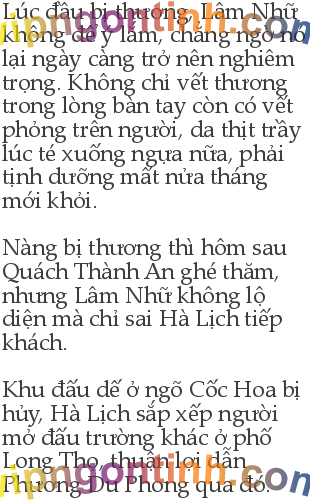 Lúc đầu bị thương, Lâm Nhữ
không để ý lắm, chẳng ngờ nó
lại ngày càng trở nên nghiêm
trọng. Không chỉ vết thương
trong lòng bàn tay còn có vết
phỏng trên người, da thịt trầy
lúc té xuống ngựa nữa, phải
tịnh dưỡng mất nửa tháng
mới khỏi.
Nàng bị thương thì hôm sau
Quách Thành An ghé thăm,
nhưng Lâm Nhữ không lộ
diện mà chỉ sai Hà Lịch tiếp
khách.
Khu đấu dế ở ngõ Cốc Hoa bị
hủy, Hà Lịch sắp xếp người
mở đấu trường khác ở phố
Long Thọ, thuận lợi dẫn
Phương Dư Phong qua đó.